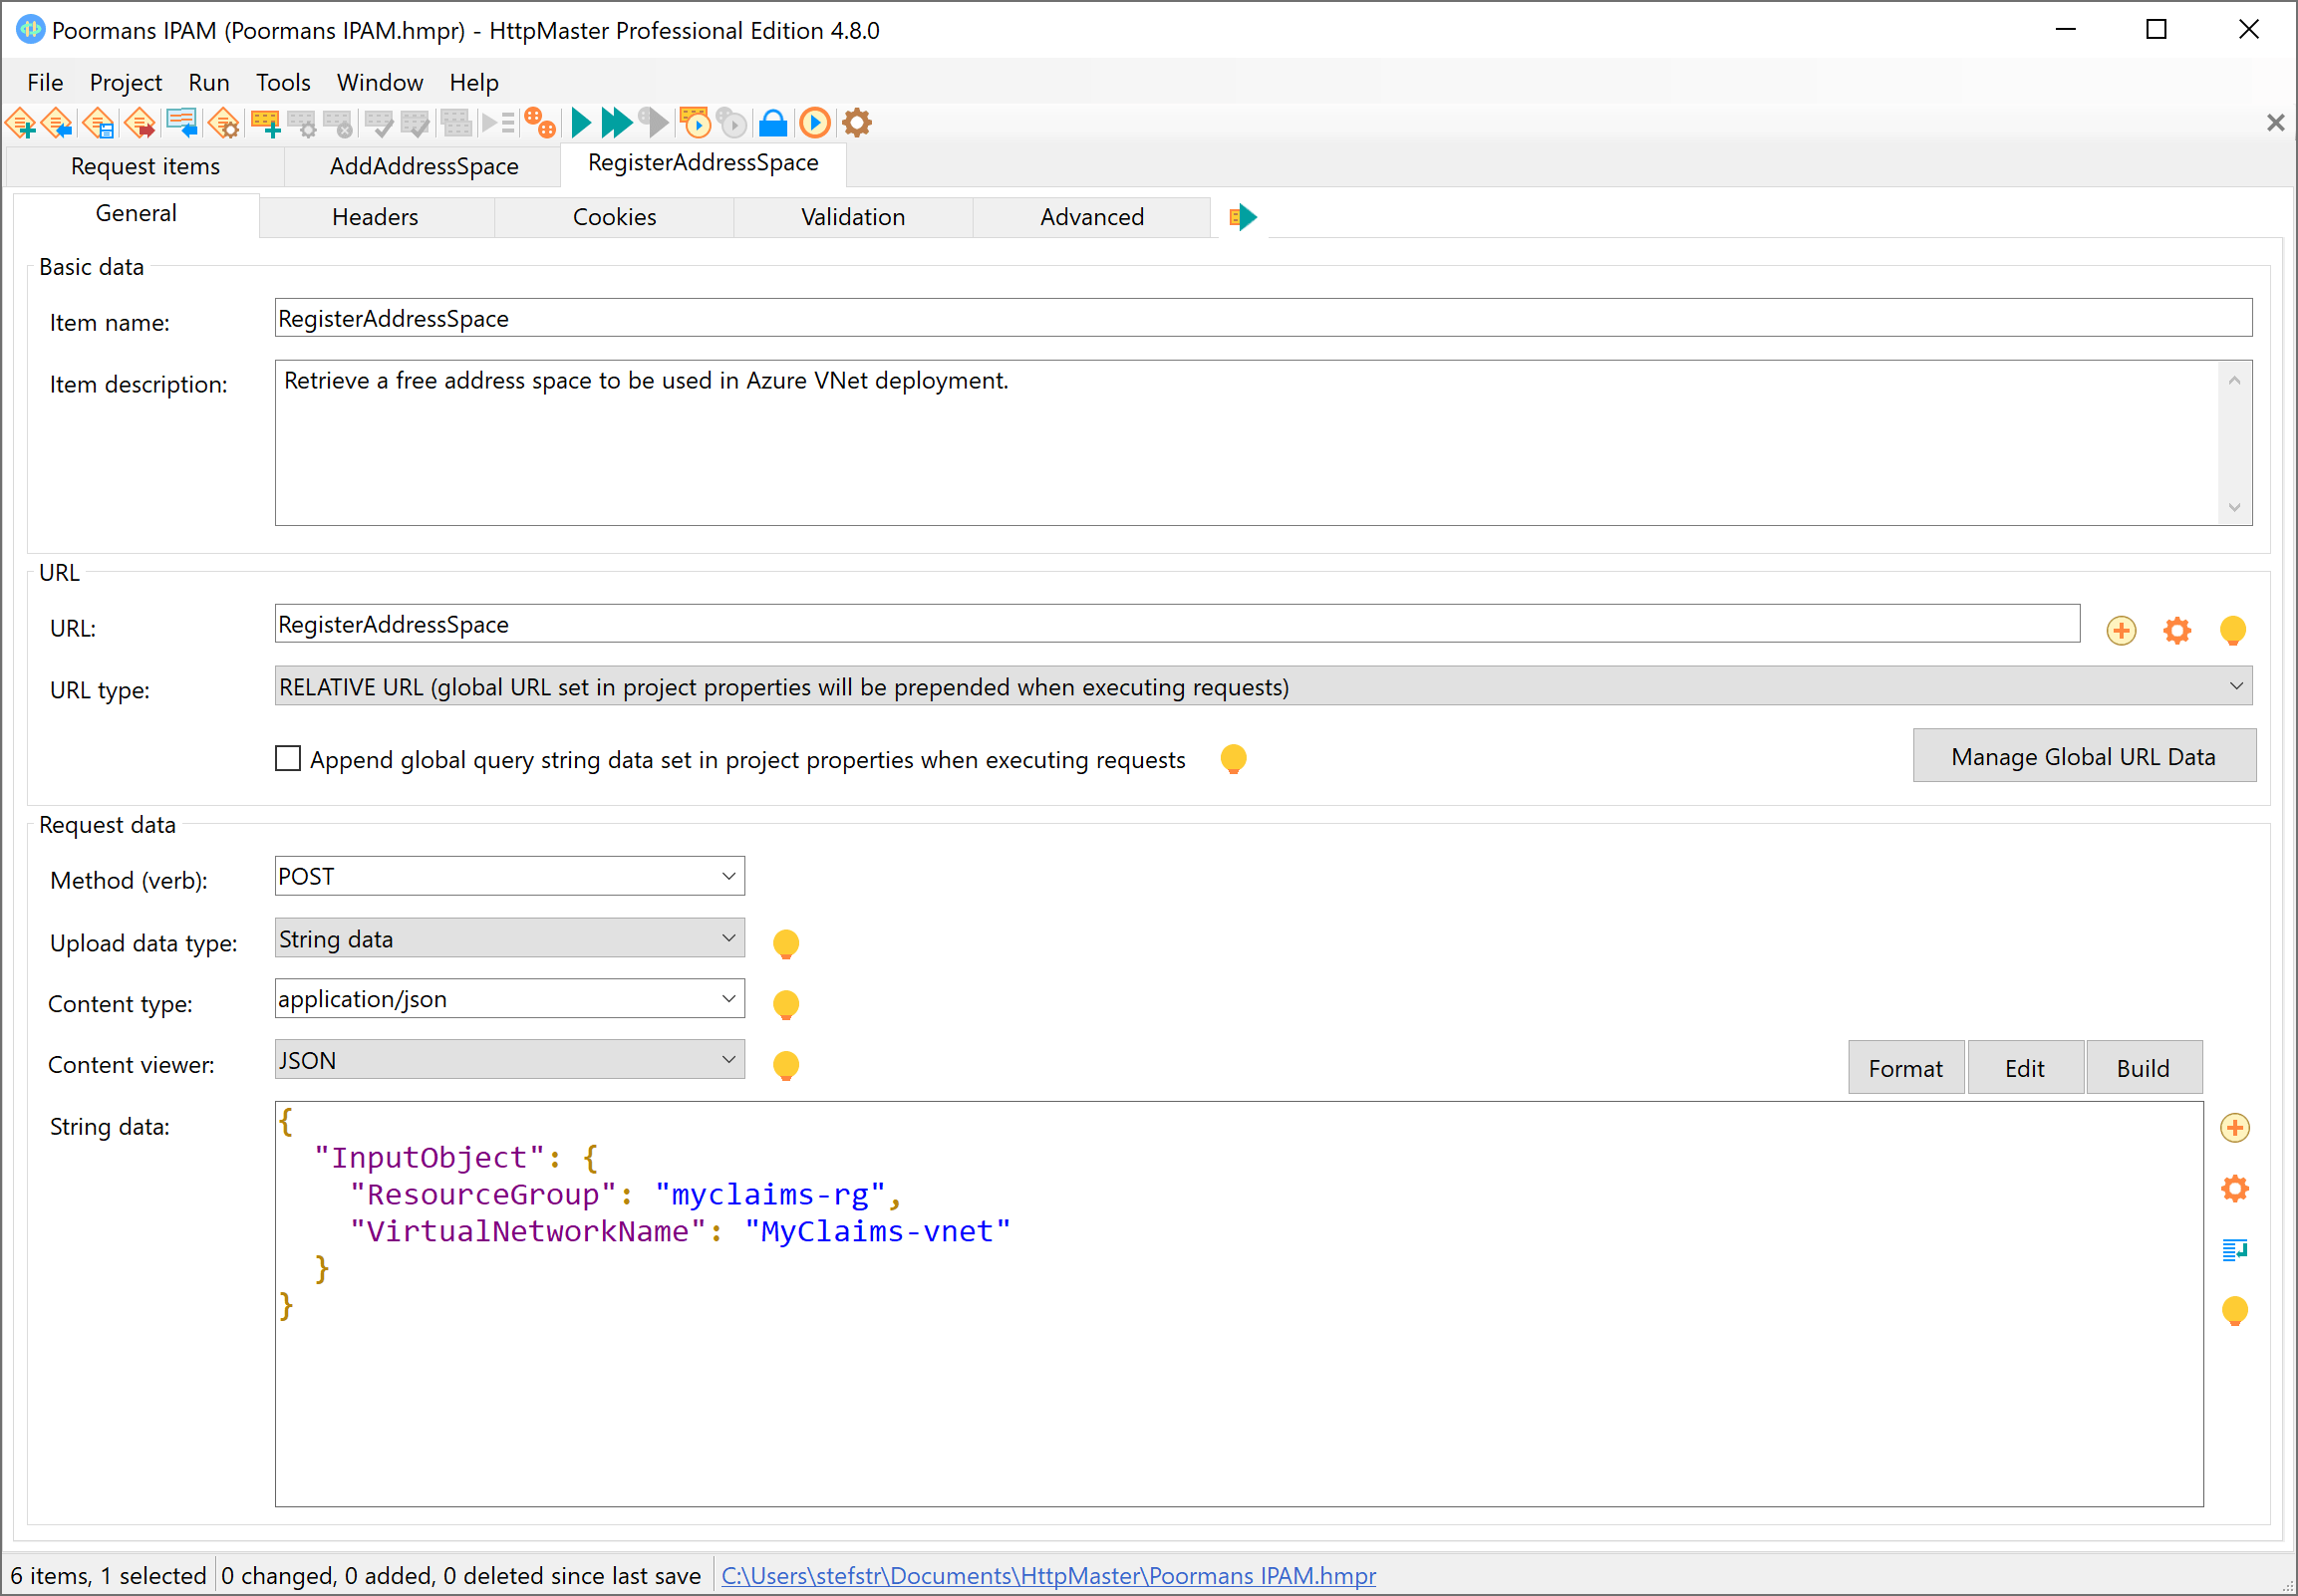 Poormans IPAM (Poormans IPAM.hmpr) - HttpMaster Professional Edition 4.8.0
File Project Run Tools Window Help
Request items AddAddressSpace RegisterAddressSpace
General Headers Cookies Validation Advanced
Basic data
Item name: RegisterAddressSpace
Item description: Retrieve a free address space to be used in Azure VNet deployment.
URL
URL: RegisterAddressSpace
URL type: RELATIVE URL (global URL set in project properties will be prepended when executing requests)
Append global query string data set in project properties when executing requests Manage Global URL Data
Request data
Method (verb): POST
Upload data type: String data
Content type: application/json
Content viewer: JSON Format Edit Build
String data: {
"InputObject": {
"ResourceGroup": "myclaims-rg",
"VirtualNetworkName": "MyClaims-vnet"
}
}
6 items, 1 selected 0 changed, 0 added, 0 deleted since last save C:\Users\stefstr\Documents\HttpMaster\Poormans IPAM.hmpr